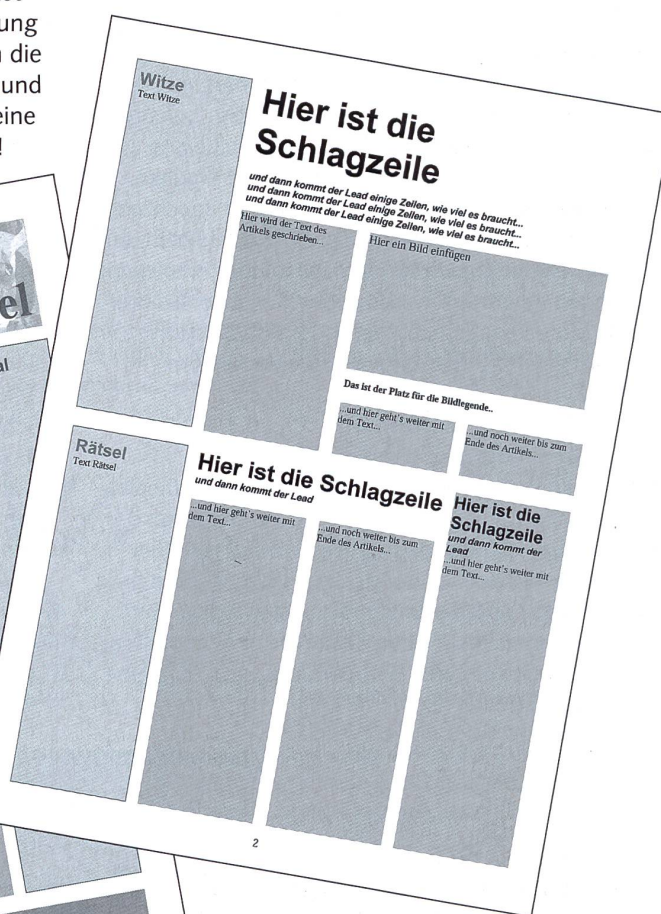 ung
die
und
eine
!
el
al
Witze
Text Witze
Hier ist die
Schlagzeile
und dann kommt der Lead einige Zeilen, wie viel es braucht...
und dann kommt der Lead einige Zeilen, wie viel es braucht...
und dann kommt der Lead einige Zeilen, wie viel es braucht...
Hier wird der Text des
Artikels geschrieben...
Hier ein Bild einfügen
Das ist der Platz für die Bildlegende..
...und hier geht's weiter mit
dem Text...
...und noch weiter bis zum
Ende des Artikels...
Rätsel
Text Rätsel
Hier ist die Schlagzeile
und dann kommt der Lead
...und hier geht's weiter mit
dem Text...
...und noch weiter bis zum
Ende des Artikels...
Hier ist die
Schlagzeile
und dann kommt der
Lead
...und hier geht's weiter mit
dem Text...
2